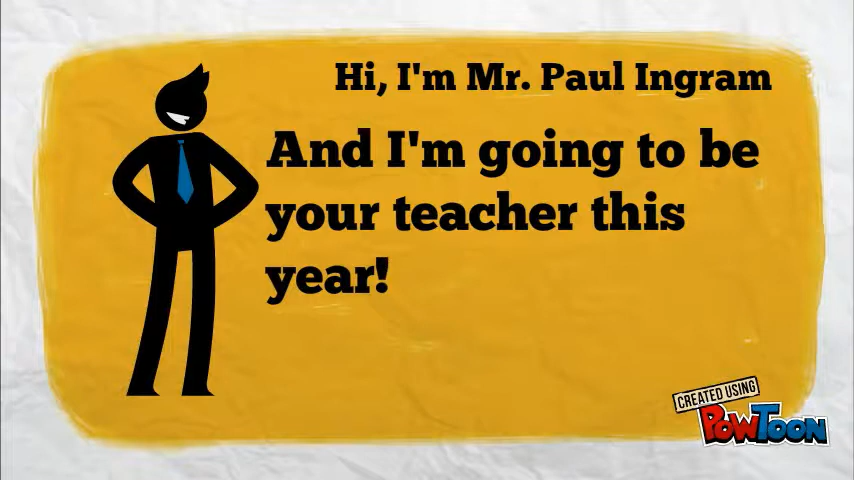 Hi, I'm Mr. Paul Ingram
And I'm going to be
your teacher this
year!
CREATED USING
POWTOON